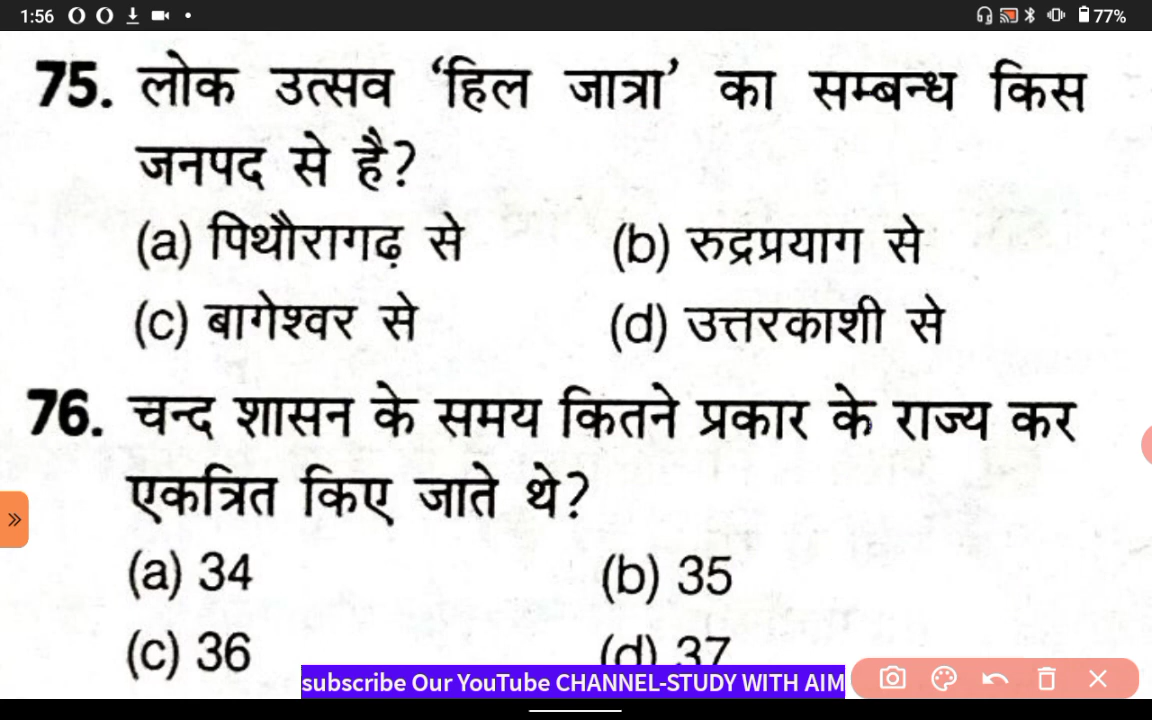 1:56
77%
75. लोक उत्सव ‘हिल जात्रा’ का सम्बन्ध किस
जनपद से है?
(a) पिथौरागढ़ से (b) रुद्रप्रयाग से
(c) बागेश्वर से (d) उत्तरकाशी से
76. चन्द शासन के समय कितने प्रकार के राज्य कर
एकत्रित किए जाते थे?
(a) 34 (b) 35
(c) 36 (d) 37
subscribe Our YouTube CHANNEL-STUDY WITH AIM